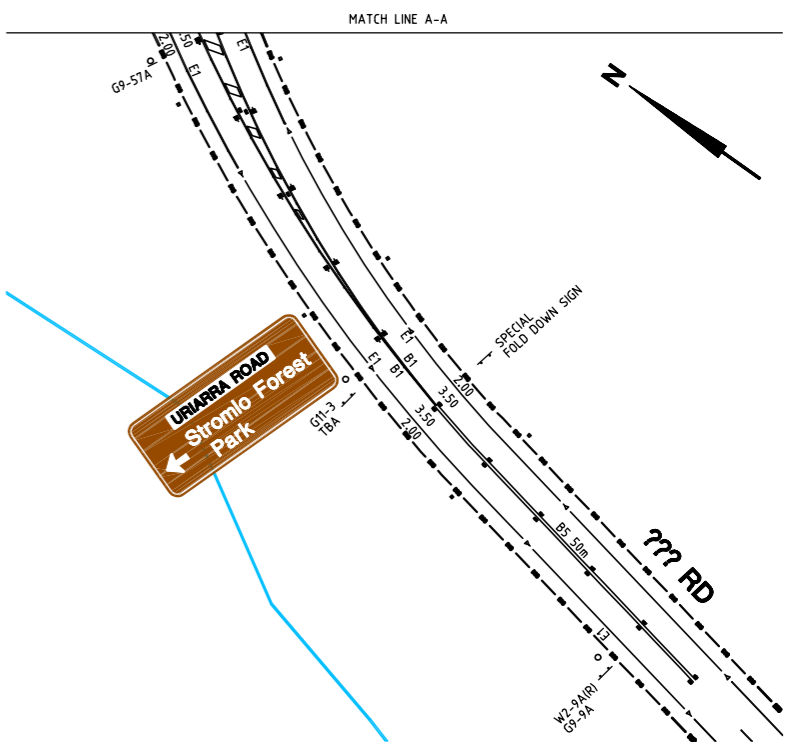 MATCH LINE A-A
2.00
.50
E1
E1
G9-57A
N
SPECIAL
FOLD DOWN SIGN
URIARRA ROAD
Stromlo Forest
Park
E1
B1
E1
B1
2.00
3.50
3.50
2.00
G11-3
TBA
B5 50m
??? RD
E1
W2-9A(R)
G9-9A